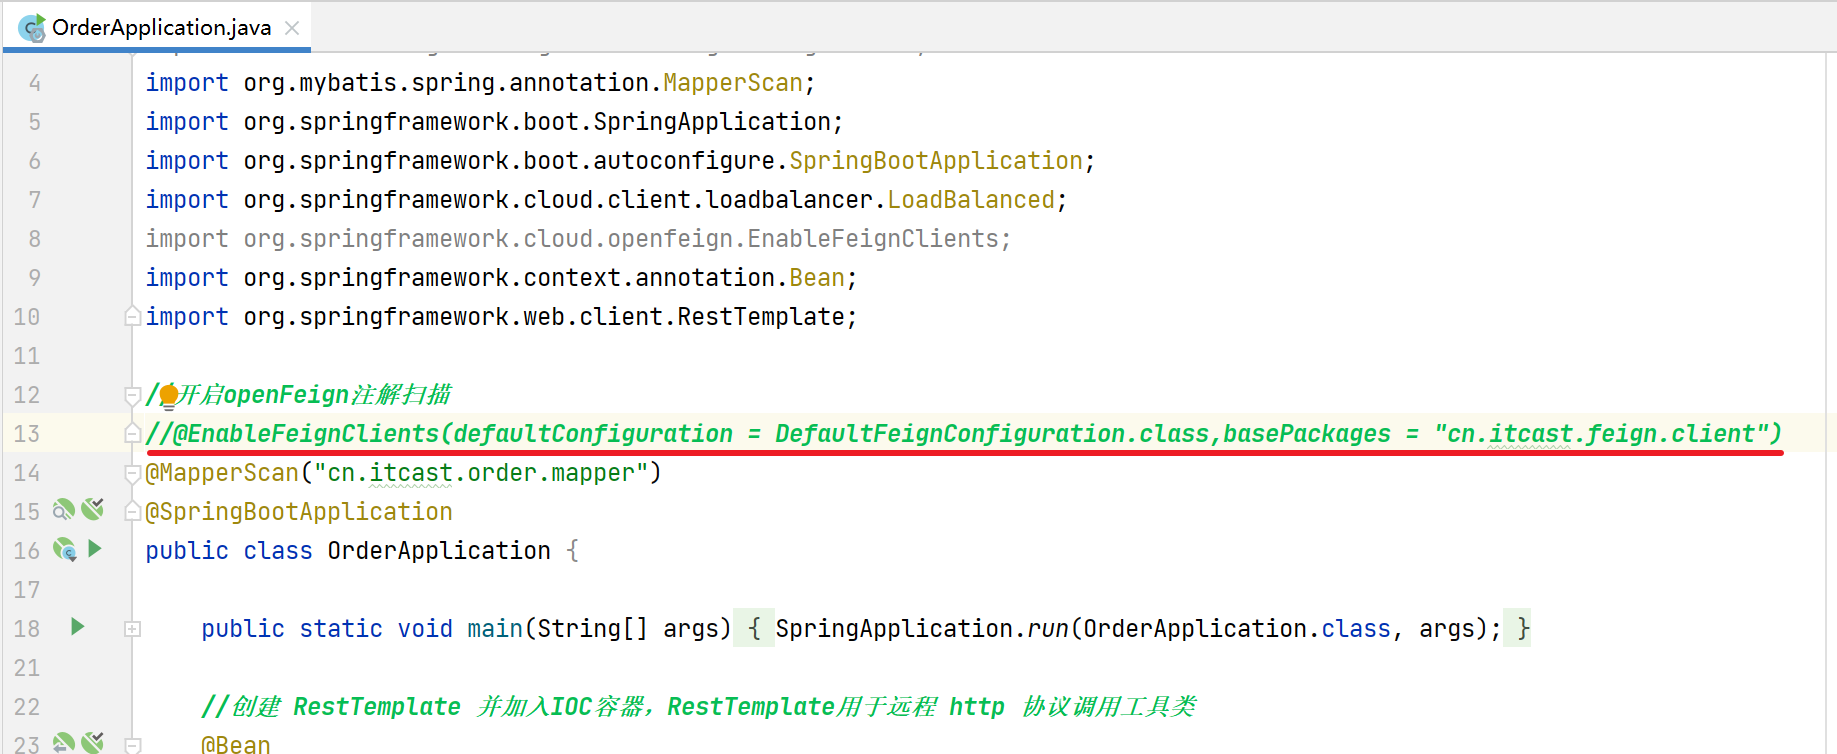 OrderApplication.java
4 import org.mybatis.spring.annotation.MapperScan;
5 import org.springframework.boot.SpringApplication;
6 import org.springframework.boot.autoconfigure.SpringBootApplication;
7 import org.springframework.cloud.client.loadbalancer.LoadBalanced;
8 import org.springframework.cloud.openfeign.EnableFeignClients;
9 import org.springframework.context.annotation.Bean;
10 import org.springframework.web.client.RestTemplate;
11
12 //开启openFeign注解扫描
13 //@EnableFeignClients(defaultConfiguration = DefaultFeignConfiguration.class,basePackages = "cn.itcast.feign.client")
14 @MapperScan("cn.itcast.order.mapper")
15 @SpringBootApplication
16 public class OrderApplication {
17
18 public static void main(String[] args) { SpringApplication.run(OrderApplication.class, args); }
21
22 //创建 RestTemplate 并加入IOC容器，RestTemplate用于远程 http 协议调用工具类
23 @Bean